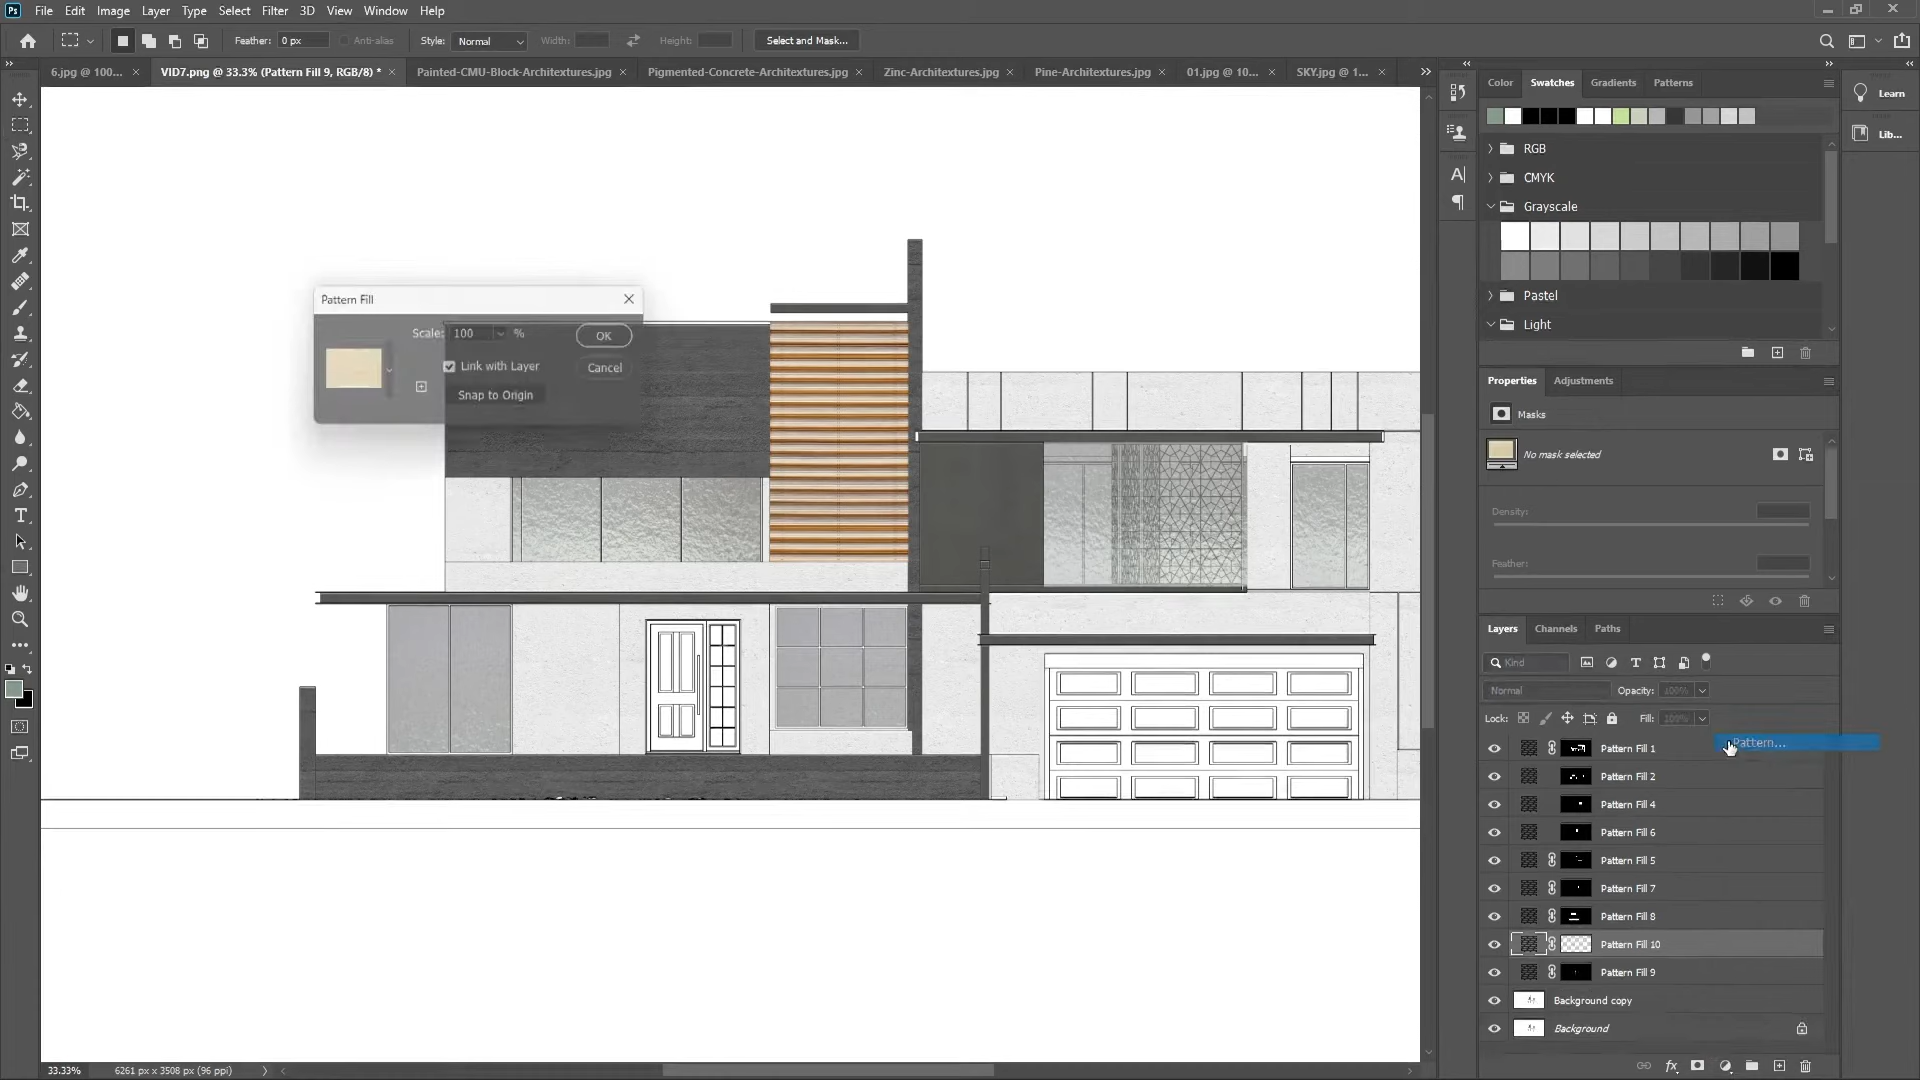 Ps File Edit Image Layer Type Select Filter 3D View Window Help
Feather: 0 px Anti-alias Style: Normal Width: Height: Select and Mask...
6.jpg @ 100... × VID7.png @ 33.3% (Pattern Fill 9, RGB/8) * × Painted-CMU-Block-Architextures.jpg × Pigmented-Concrete-Architextures.jpg × Zinc-Architextures.jpg × Pine-Architextures.jpg × 01.jpg @ 10... × SKY.jpg @ 1... ×
Color Swatches Gradients Patterns
Learn
Lib...
RGB
CMYK
Grayscale
Pastel
Light
Pattern Fill
Scale: 100 %
OK
Link with Layer
Cancel
Snap to Origin
Properties Adjustments
Masks
No mask selected
Density:
Feather:
Layers Channels Paths
Kind
Normal Opacity: 100%
Lock: Fill: 100%
Pattern Fill 1
Pattern...
Pattern Fill 2
Pattern Fill 4
Pattern Fill 6
Pattern Fill 5
Pattern Fill 7
Pattern Fill 8
Pattern Fill 10
Pattern Fill 9
Background copy
Background
33.33% 6261 px x 3508 px (96 ppi)